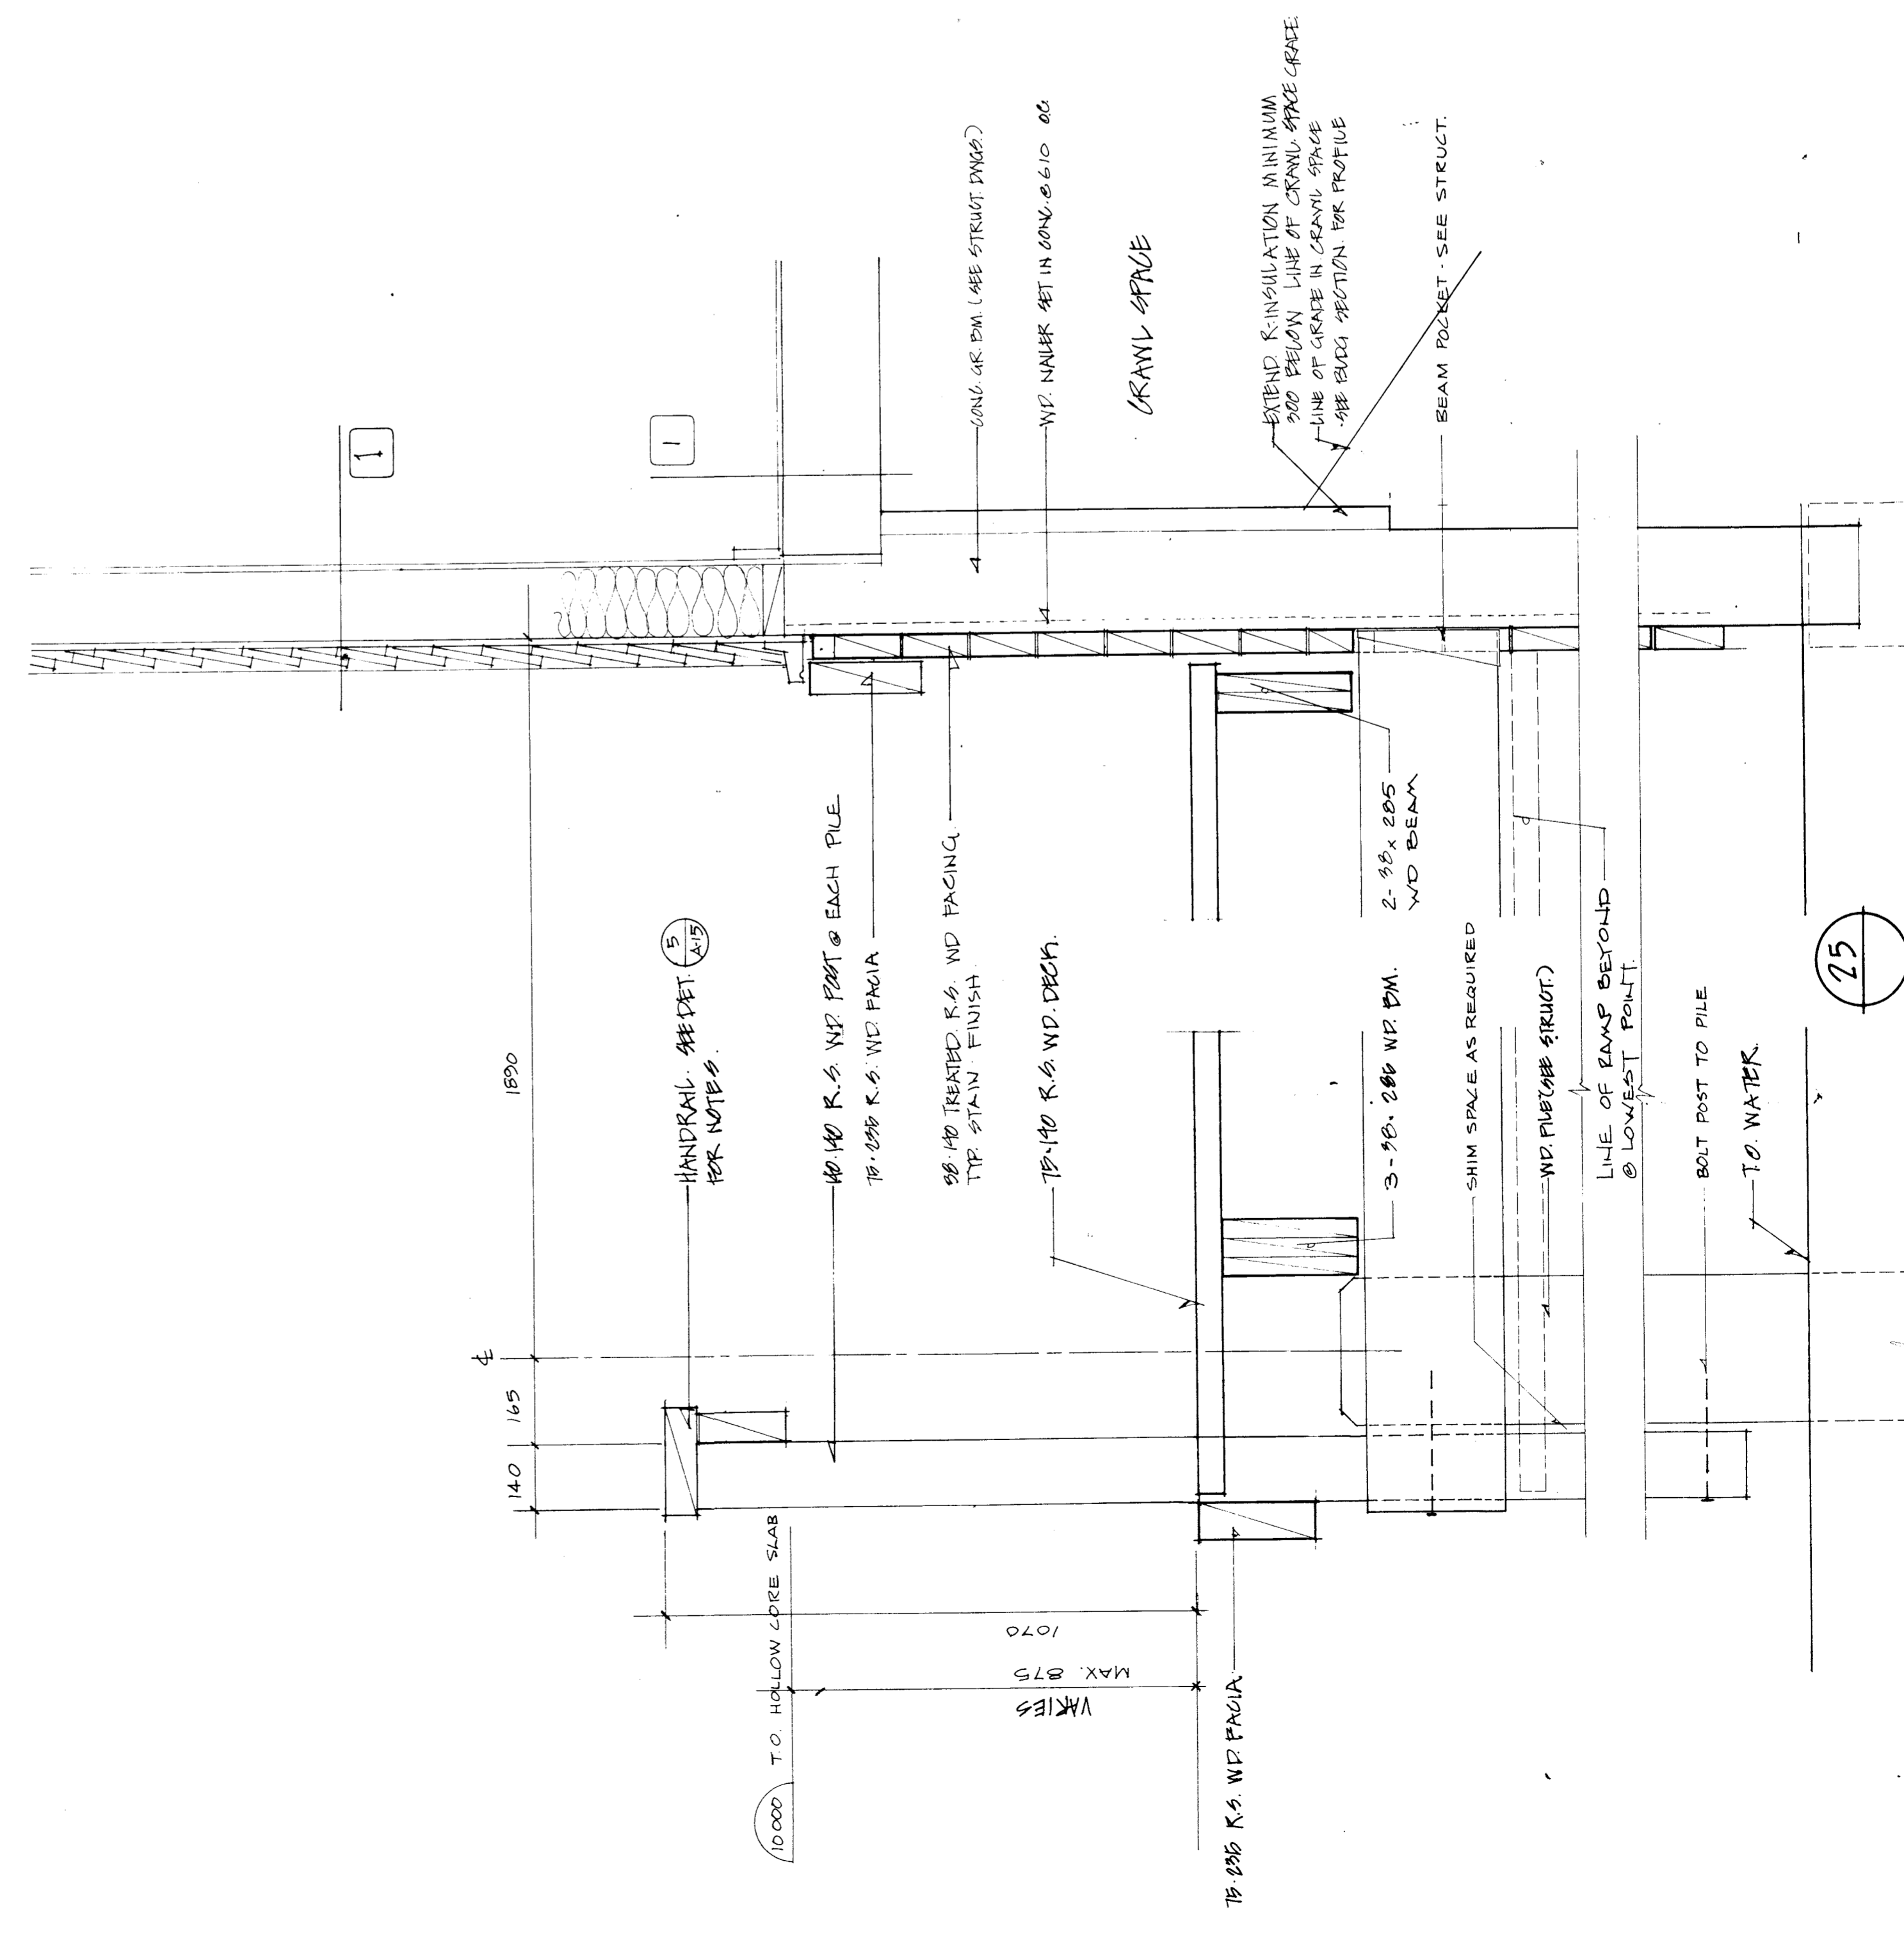 1
1
CONC. GR. BM. (SEE STRUCT. DWGS.)
WD. NAILER SET IN CONC. @ 610 O.C.
CRAWL SPACE
EXTEND R-INSULATION MINIMUM
300 BELOW LINE OF CRAWL SPACE GRADE.
LINE OF GRADE IN CRAWL SPACE
-SEE BLDG SECTION. FOR PROFILE
BEAM POCKET - SEE STRUCT.
1890
165
140
HANDRAIL. SEE DET.
5
A-15
FOR NOTES.
140.140 R.S. WD. POST @ EACH PILE
75.235 R.S. WD. FACIA
38.140 TREATED. R.S. WD FACING.
TYP. STAIN FINISH.
75.140 R.S. WD. DECK.
2- 38 x 285
WD BEAM
3-38. 286 WD. BM.
SHIM SPACE AS REQUIRED
WD. PILE (SEE STRUCT.)
LINE OF RAMP BEYOND
@ LOWEST POINT.
BOLT POST TO PILE
T.O. WATER.
10000
T.O. HOLLOW CORE SLAB
1070
MAX. 875
VARIES
75.235 R.S. WD. FACIA
25